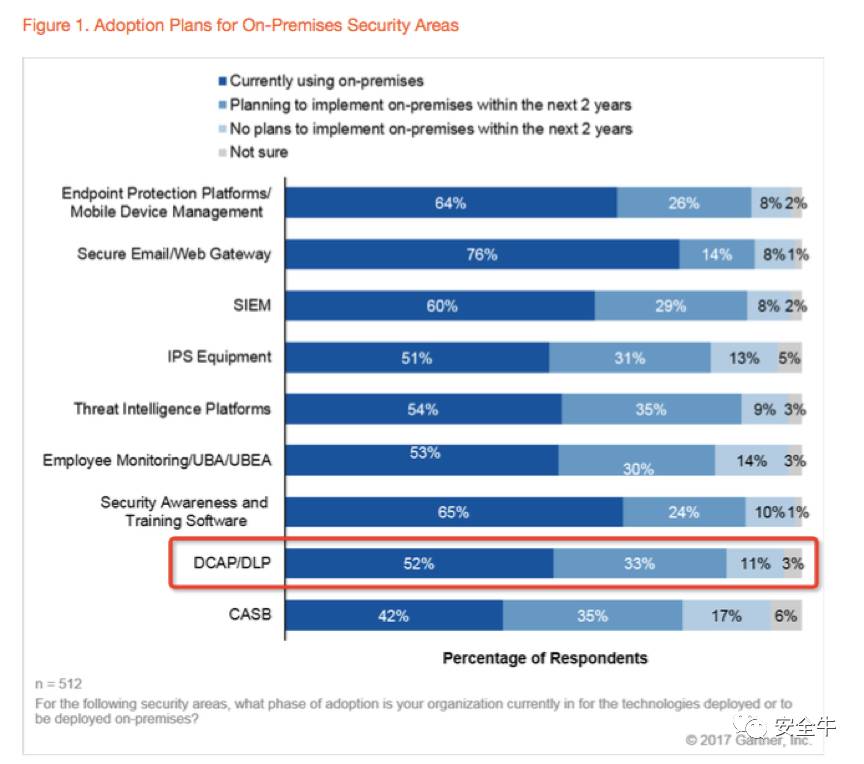 Figure 1. Adoption Plans for On-Premises Security Areas
Currently using on-premises
Planning to implement on-premises within the next 2 years
No plans to implement on-premises within the next 2 years
Not sure
Endpoint Protection Platforms/
Mobile Device Management
64% 26% 8% 2%
Secure Email/Web Gateway 76% 14% 8% 1%
SIEM 60% 29% 8% 2%
IPS Equipment 51% 31% 13% 5%
Threat Intelligence Platforms 54% 35% 9% 3%
Employee Monitoring/UBA/UBEA 53% 30% 14% 3%
Security Awareness and
Training Software
65% 24% 10% 1%
DCAP/DLP 52% 33% 11% 3%
CASB 42% 35% 17% 6%
Percentage of Respondents
n = 512
For the following security areas, what phase of adoption is your organization currently in for the technologies deployed or to
be deployed on-premises?
安全牛
© 2017 Gartner, Inc.